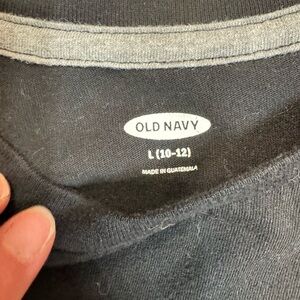 OLD NAVY
L (10-12)
MADE IN GUATEMALA